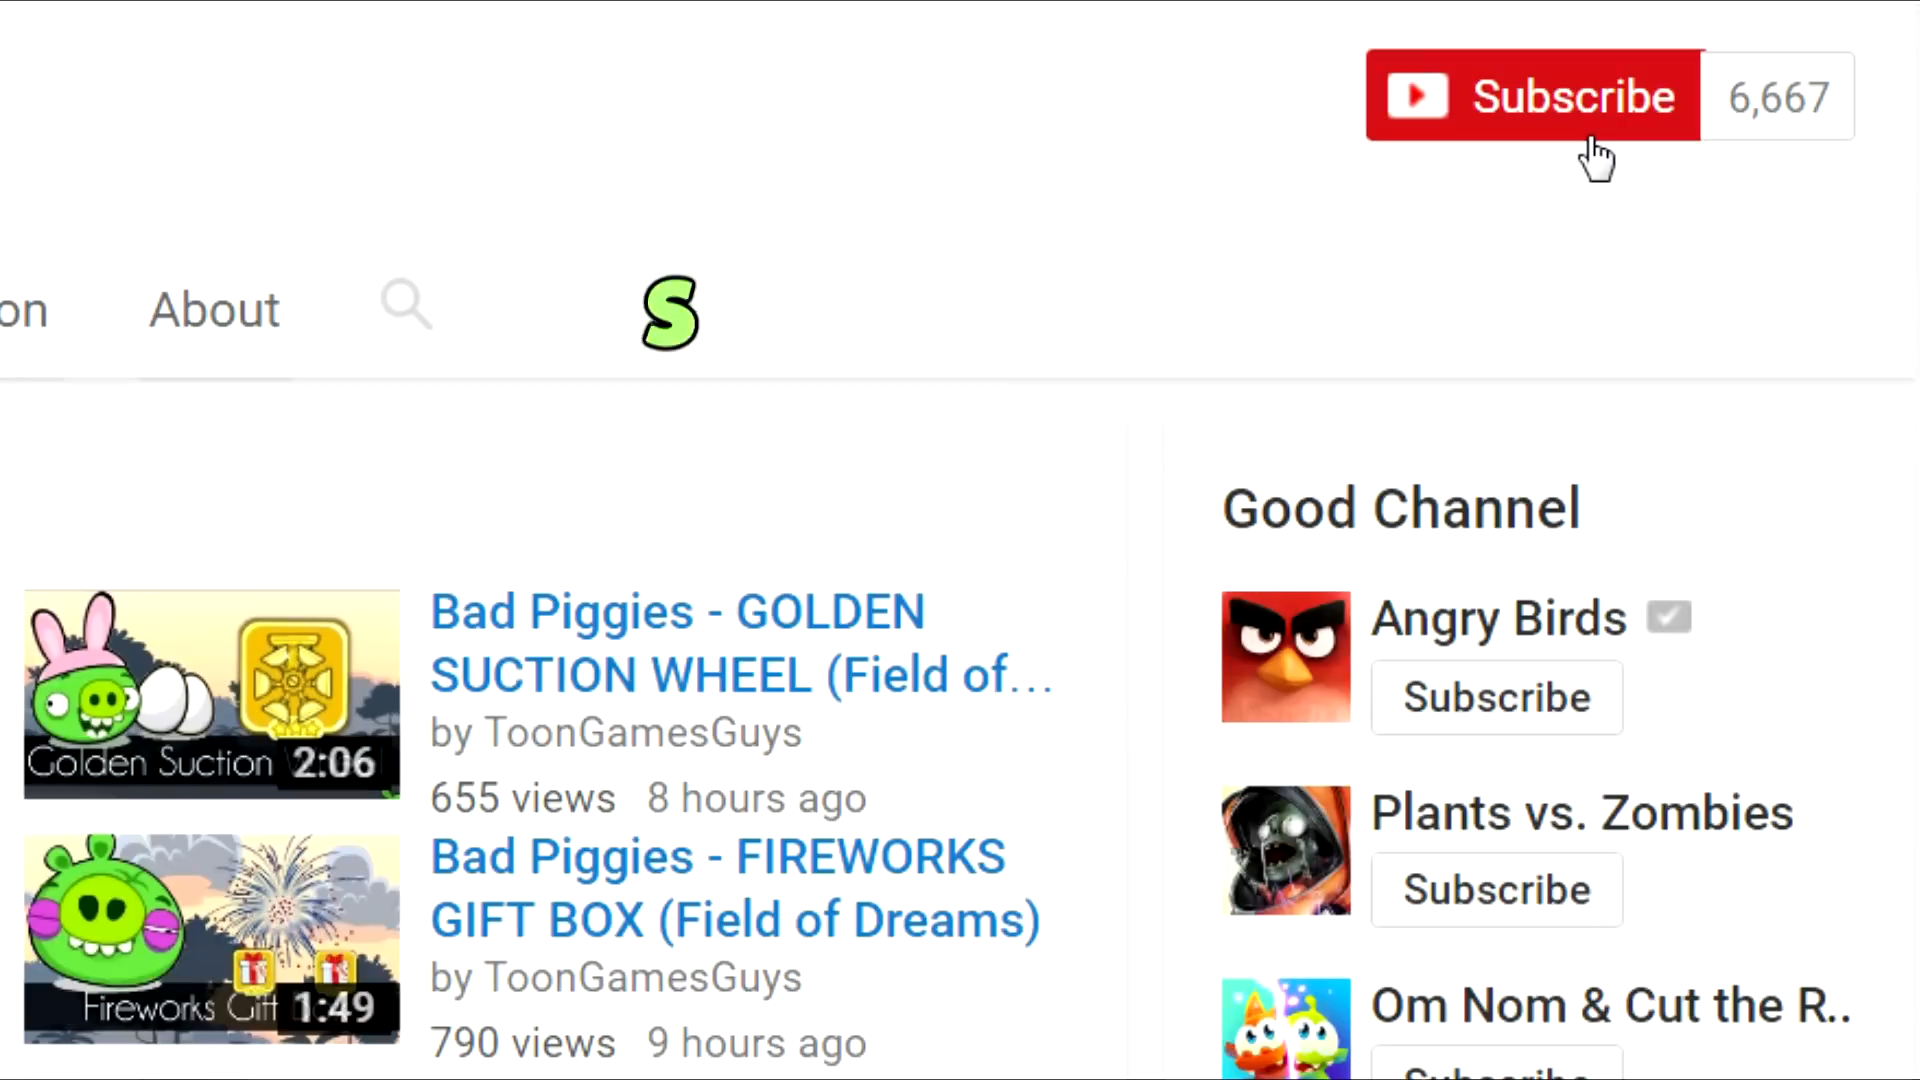 Subscribe 6,667
on About
S
Good Channel
Bad Piggies - GOLDEN
SUCTION WHEEL (Field of...
by ToonGamesGuys
655 views 8 hours ago
Golden Suction 2:06
Bad Piggies - FIREWORKS
GIFT BOX (Field of Dreams)
by ToonGamesGuys
790 views 9 hours ago
Fireworks Gift 1:49
Angry Birds
Subscribe
Plants vs. Zombies
Subscribe
Om Nom & Cut the R..
Subscribe